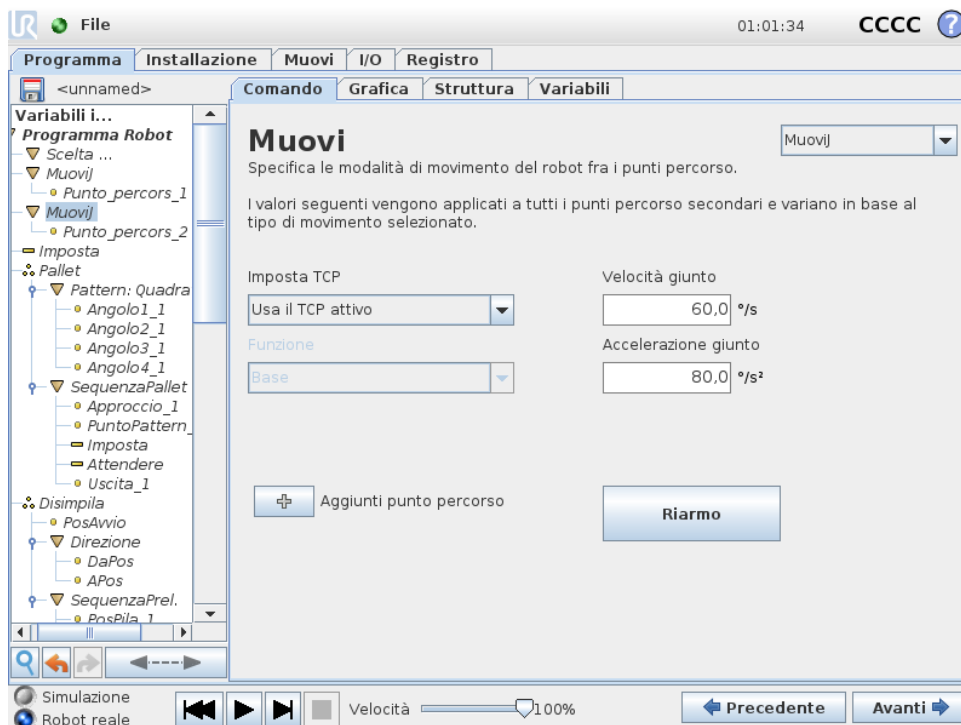 UR
File
01:01:34
CCCC
?
Programma
Installazione
Muovi
I/O
Registro
<unnamed>
Comando
Grafica
Struttura
Variabili
Variabili i...
Programma Robot
Scelta ...
MuoviJ
Punto_percors_1
MuoviJ
Punto_percors_2
Imposta
Pallet
Pattern: Quadra
Angolo1_1
Angolo2_1
Angolo3_1
Angolo4_1
SequenzaPallet
Approccio_1
PuntoPattern_
Imposta
Attendere
Uscita_1
Disimpila
PosAvvio
Direzione
DaPos
APos
SequenzaPrel.
PosPila_1
Muovi
MuoviJ
Specifica le modalità di movimento del robot fra i punti percorso.
I valori seguenti vengono applicati a tutti i punti percorso secondari e variano in base al
tipo di movimento selezionato.
Imposta TCP
Velocità giunto
Usa il TCP attivo
60,0 °/s
Funzione
Accelerazione giunto
Base
80,0 °/s²
Aggiunti punto percorso
Riarmo
Simulazione
Robot reale
Velocità
100%
Precedente
Avanti